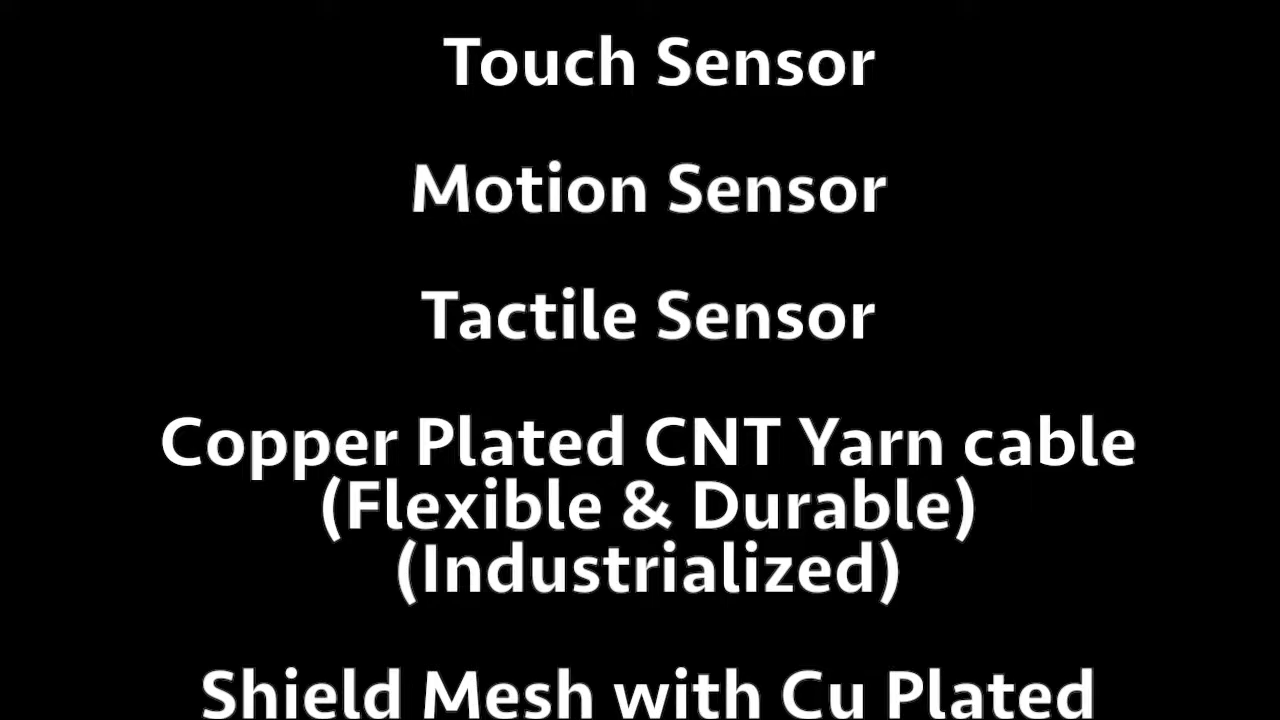 Touch Sensor
Motion Sensor
Tactile Sensor
Copper Plated CNT Yarn cable
(Flexible & Durable)
(Industrialized)
Shield Mesh with Cu Plated